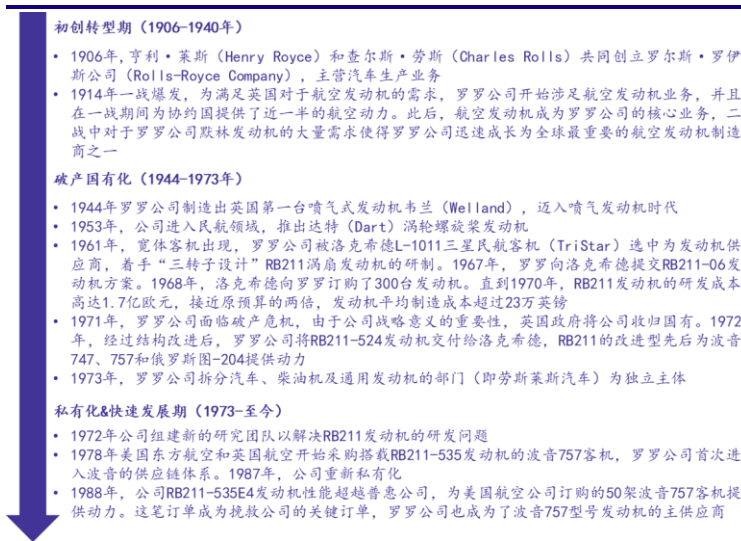 初创转型期（1906-1940年）
• 1906年,亨利·莱斯（Henry Royce）和查尔斯·劳斯（Charles Rolls）共同创立罗尔斯·罗伊
斯公司（Rolls-Royce Company），主营汽车生产业务
• 1914年一战爆发，为满足英国对于航空发动机的需求，罗罗公司开始涉足航空发动机业务，并且
在一战期间为协约国提供了近一半的航空动力。此后，航空发动机成为罗罗公司的核心业务，二
战中对于罗罗公司默林发动机的大量需求使得罗罗公司迅速成长为全球最重要的航空发动机制造
商之一
破产国有化（1944-1973年）
• 1944年罗罗公司制造出英国第一台喷气式发动机韦兰（Welland），迈入喷气发动机时代
• 1953年，公司进入民航领域，推出达特（Dart）涡轮螺旋桨发动机
• 1961年，宽体客机出现，罗罗公司被洛克希德L-1011三星民航客机（TriStar）选中为发动机供
应商，着手“三转子设计”RB211涡扇发动机的研制。1967年，罗罗向洛克希德提交RB211-06发
动机方案。1968年，洛克希德向罗罗订购了300台发动机。直到1970年，RB211发动机的研发成本
高达1.7亿欧元，接近原预算的两倍，发动机平均制造成本超过23万英镑
• 1971年，罗罗公司面临破产危机，由于公司战略意义的重要性，英国政府将公司收归国有。1972
年，经过结构改进后，罗罗公司将RB211-524发动机交付给洛克希德，RB211的改进型先后为波音
747、757和俄罗斯图-204提供动力
• 1973年，罗罗公司拆分汽车、柴油机及通用发动机的部门（即劳斯莱斯汽车）为独立主体
私有化&快速发展期（1973-至今）
• 1972年公司组建新的研究团队以解决RB211发动机的研发问题
• 1978年美国东方航空和英国航空开始采购搭载RB211-535发动机的波音757客机，罗罗公司首次进
入波音的供应链体系。1987年，公司重新私有化
• 1988年，公司RB211-535E4发动机性能超越普惠公司，为美国航空公司订购的50架波音757客机提
供动力。这笔订单成为挽救公司的关键订单，罗罗公司也成为了波音757型号发动机的主供应商